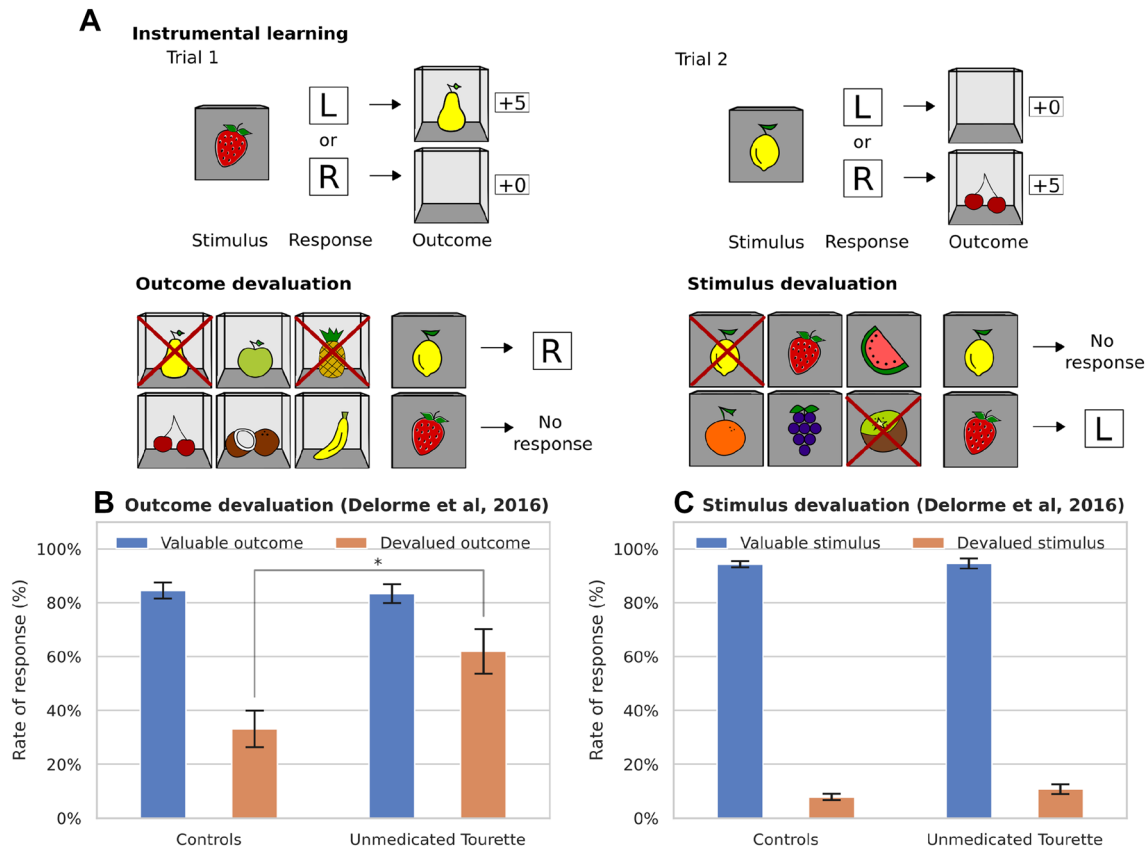 A
Instrumental learning
Trial 1
L
or
R
+5
+0
Stimulus
Response
Outcome
Trial 2
L
or
R
+0
+5
Stimulus
Response
Outcome
Outcome devaluation
R
No
response
Stimulus devaluation
No
response
L
B
Outcome devaluation (Delorme et al, 2016)
Valuable outcome
Devalued outcome
*
Rate of response (%)
100%
80%
60%
40%
20%
0%
Controls
Unmedicated Tourette
C
Stimulus devaluation (Delorme et al, 2016)
Valuable stimulus
Devalued stimulus
Rate of response (%)
100%
80%
60%
40%
20%
0%
Controls
Unmedicated Tourette